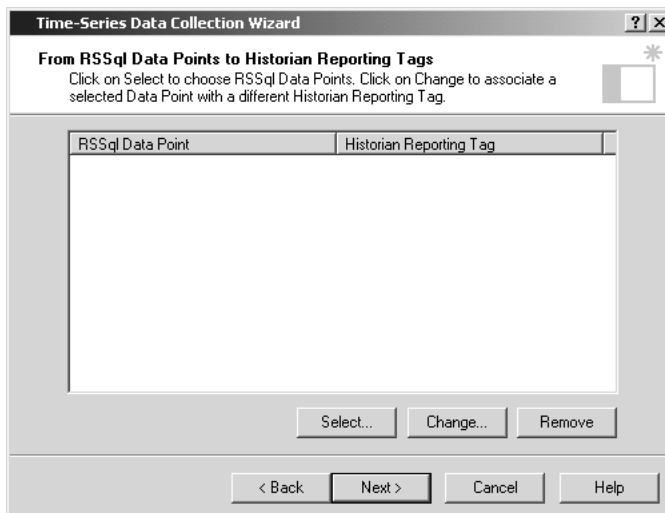 Time-Series Data Collection Wizard
From RSSql Data Points to Historian Reporting Tags
Click on Select to choose RSSql Data Points. Click on Change to associate a
selected Data Point with a different Historian Reporting Tag.
RSSql Data Point Historian Reporting Tag
Select... Change... Remove
< Back Next > Cancel Help